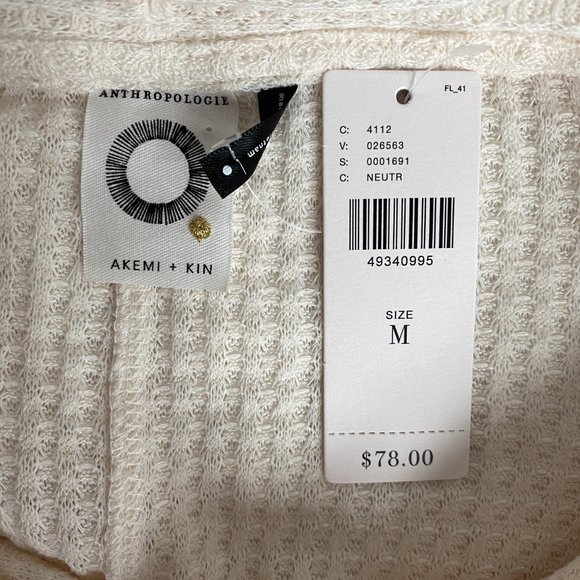 ANTHROPOLOGIE
AKEMI + KIN
FL_41
C: 4112
V: 026563
S: 0001691
C: NEUTR
49340995
SIZE
M
$78.00